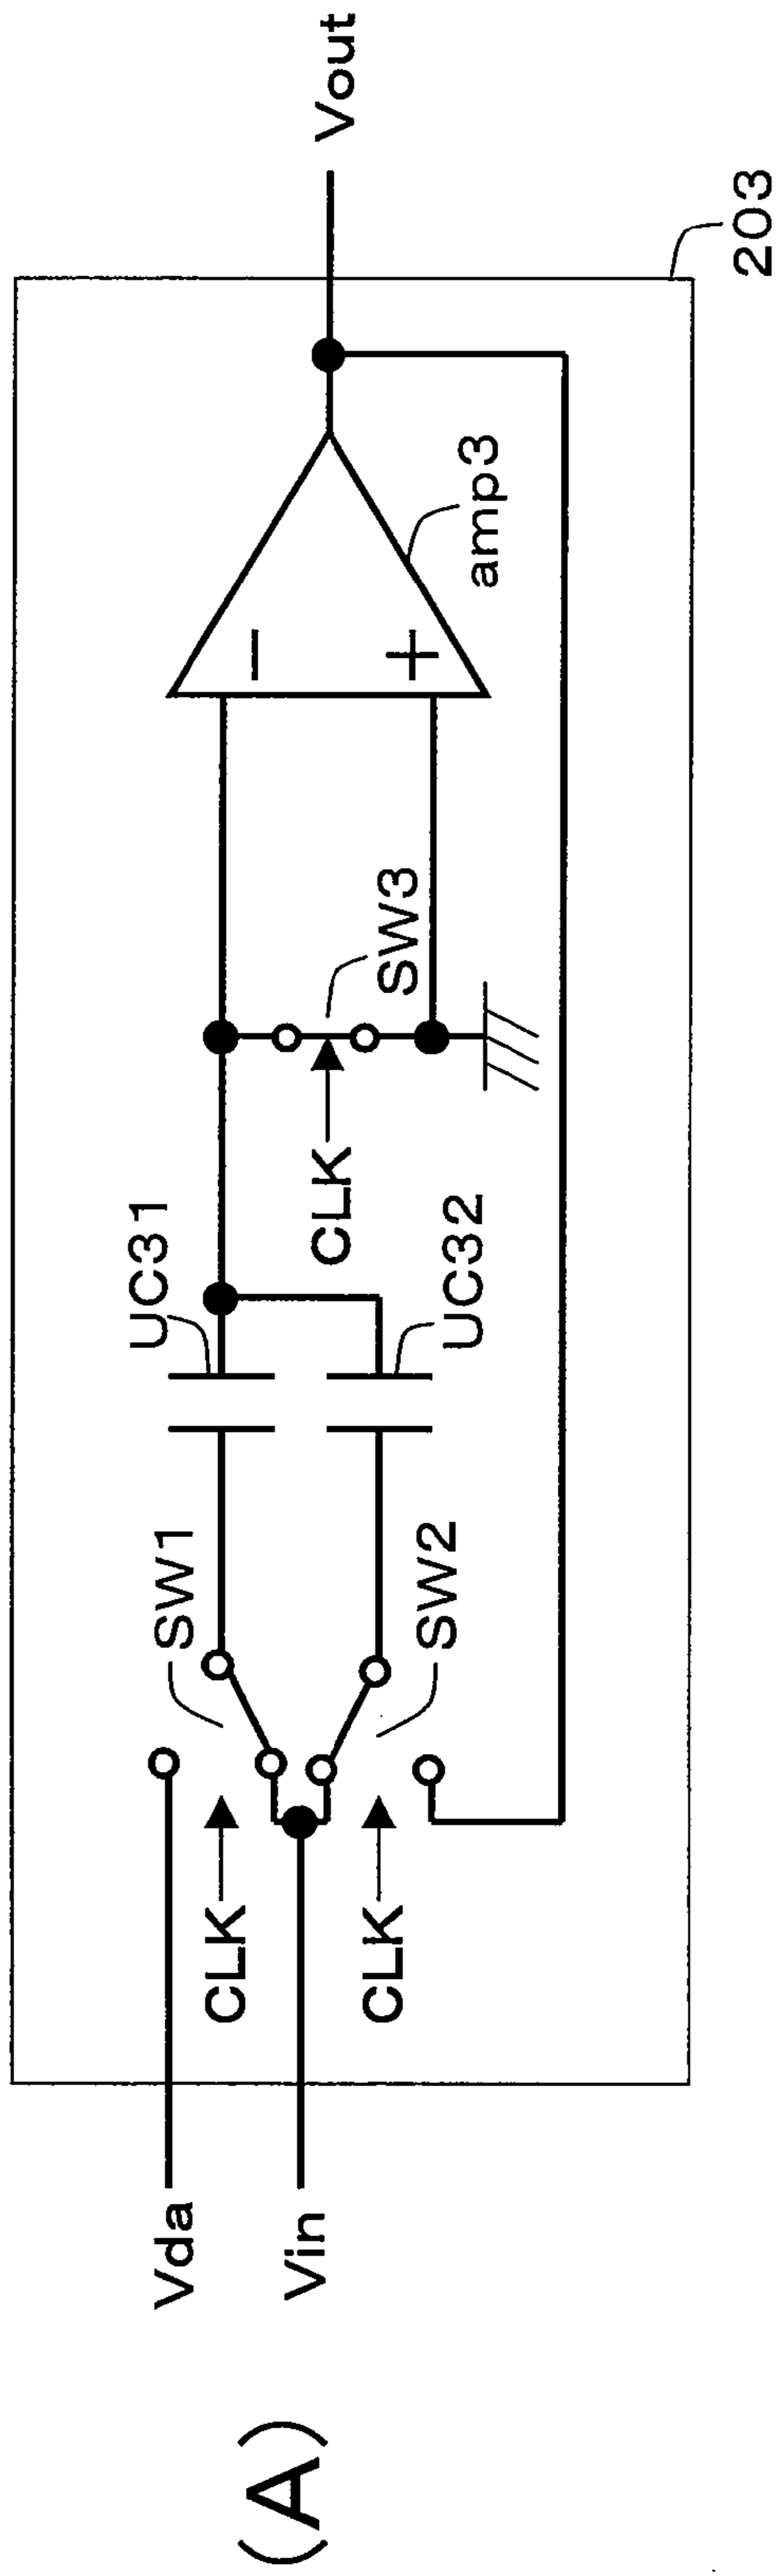 (A)
Vda
Vin
CLK
CLK
SW1
SW2
UC31
UC32
CLK
SW3
−
+
amp3
Vout
203